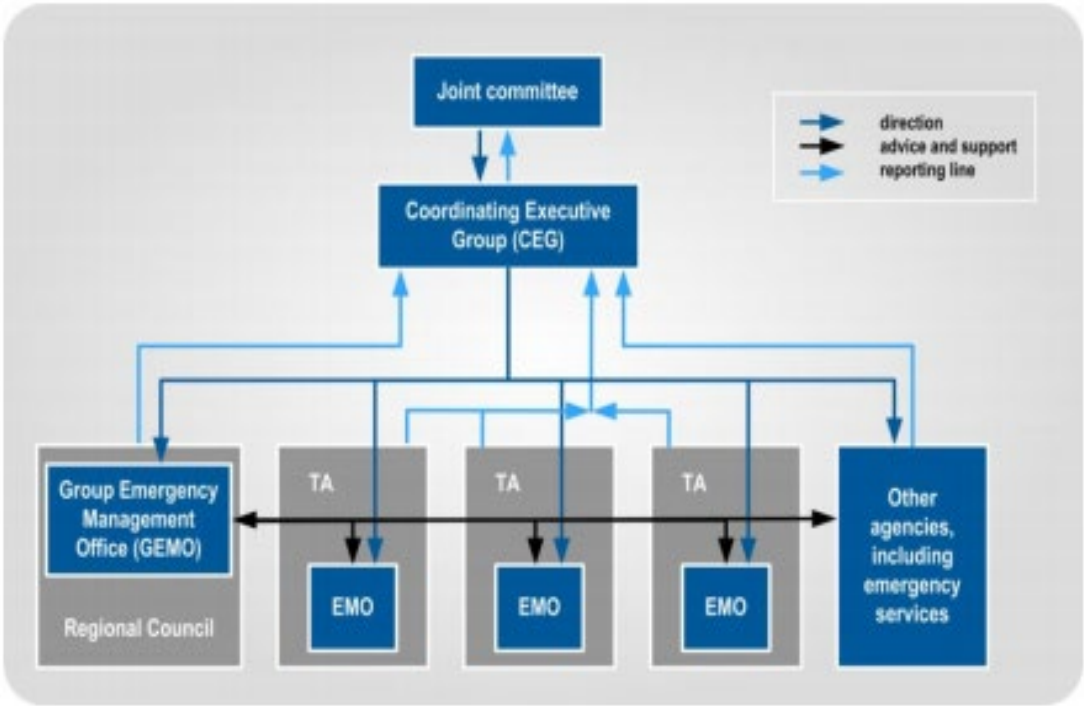 Joint committee
direction
advice and support
reporting line
Coordinating Executive
Group (CEG)
Group Emergency
Management
Office (GEMO)
Regional Council
TA
EMO
TA
EMO
TA
EMO
Other
agencies,
including
emergency
services